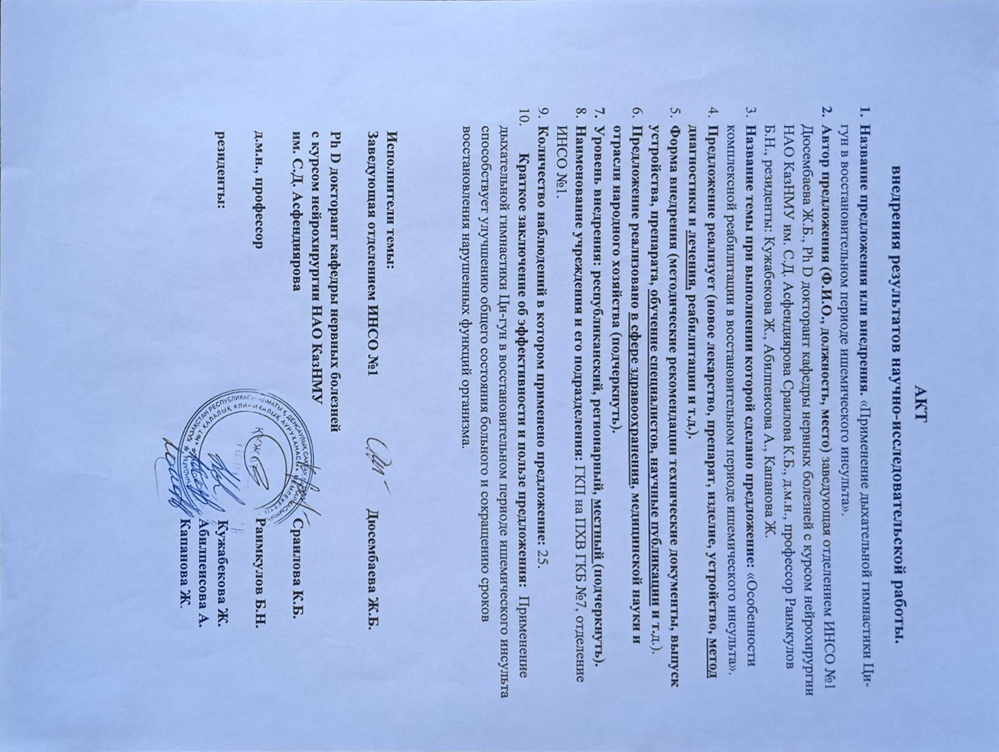 АКТ
внедрения результатов научно-исследовательской работы.
1. Название предложения или внедрения. «Применение дыхательной гимнастики Ци-
гун в восстановительном периоде ишемического инсульта».
2. Автор предложения (Ф.И.О., должность, место) заведующая отделением ИНСО №1
Дюсембаева Ж.Б., Ph D докторант кафедры нервных болезней с курсом нейрохирургии
НАО КазНМУ им. С.Д. Асфендиярова Сраилова К.Б., д.м.н., профессор Раимкулов
Б.Н., резиденты: Кужабекова Ж., Абилпеисова А., Капанова Ж.
3. Название темы при выполнении которой сделано предложение: «Особенности
комплексной реабилитации в восстановительном периоде ишемического инсульта».
4. Предложение реализует (новое лекарство, препарат, изделие, устройство, метод
диагностики и лечения, реабилитации и т.д.).
5. Форма внедрения (методические рекомендации технические документы, выпуск
устройства, препарата, обучение специалистов, научные публикации и т.д.).
6. Предложение реализовано в сфере здравоохранения, медицинской науки и
отрасли народного хозяйства (подчеркнуть).
7. Уровень внедрения: республиканский, регионарный, местный (подчеркнуть).
8. Наименование учреждения и его подразделения: ГКП на ПХВ ГКБ №7, отделение
ИНСО №1.
9. Количество наблюдений в котором применено предложение: 25.
10. Краткое заключение об эффективности и пользе предложения: Применение
дыхательной гимнастики Ци-гун в восстановительном периоде ишемического инсульта
способствует улучшению общего состояния больного и сокращению сроков
восстановления нарушенных функций организма.
Исполнители темы:
Заведующая отделением ИНСО №1 Дюсембаева Ж.Б.
Ph D докторант кафедры нервных болезней
с курсом нейрохирургии НАО КазНМУ
им. С.Д. Асфендиярова Сраилова К.Б.
д.м.н., профессор Раимкулов Б.Н.
резиденты: Кужабекова Ж.
Абилпеисова А.
Капанова Ж.
ҚАЗАҚСТАН РЕСПУБЛИКАСЫ АЛМАТЫ Қ. ДЕНСАУЛЫҚ САҚТАУ
№7 ҚАЛАЛЫҚ КЛИНИКАЛЫҚ АУРУХАНАСЫ